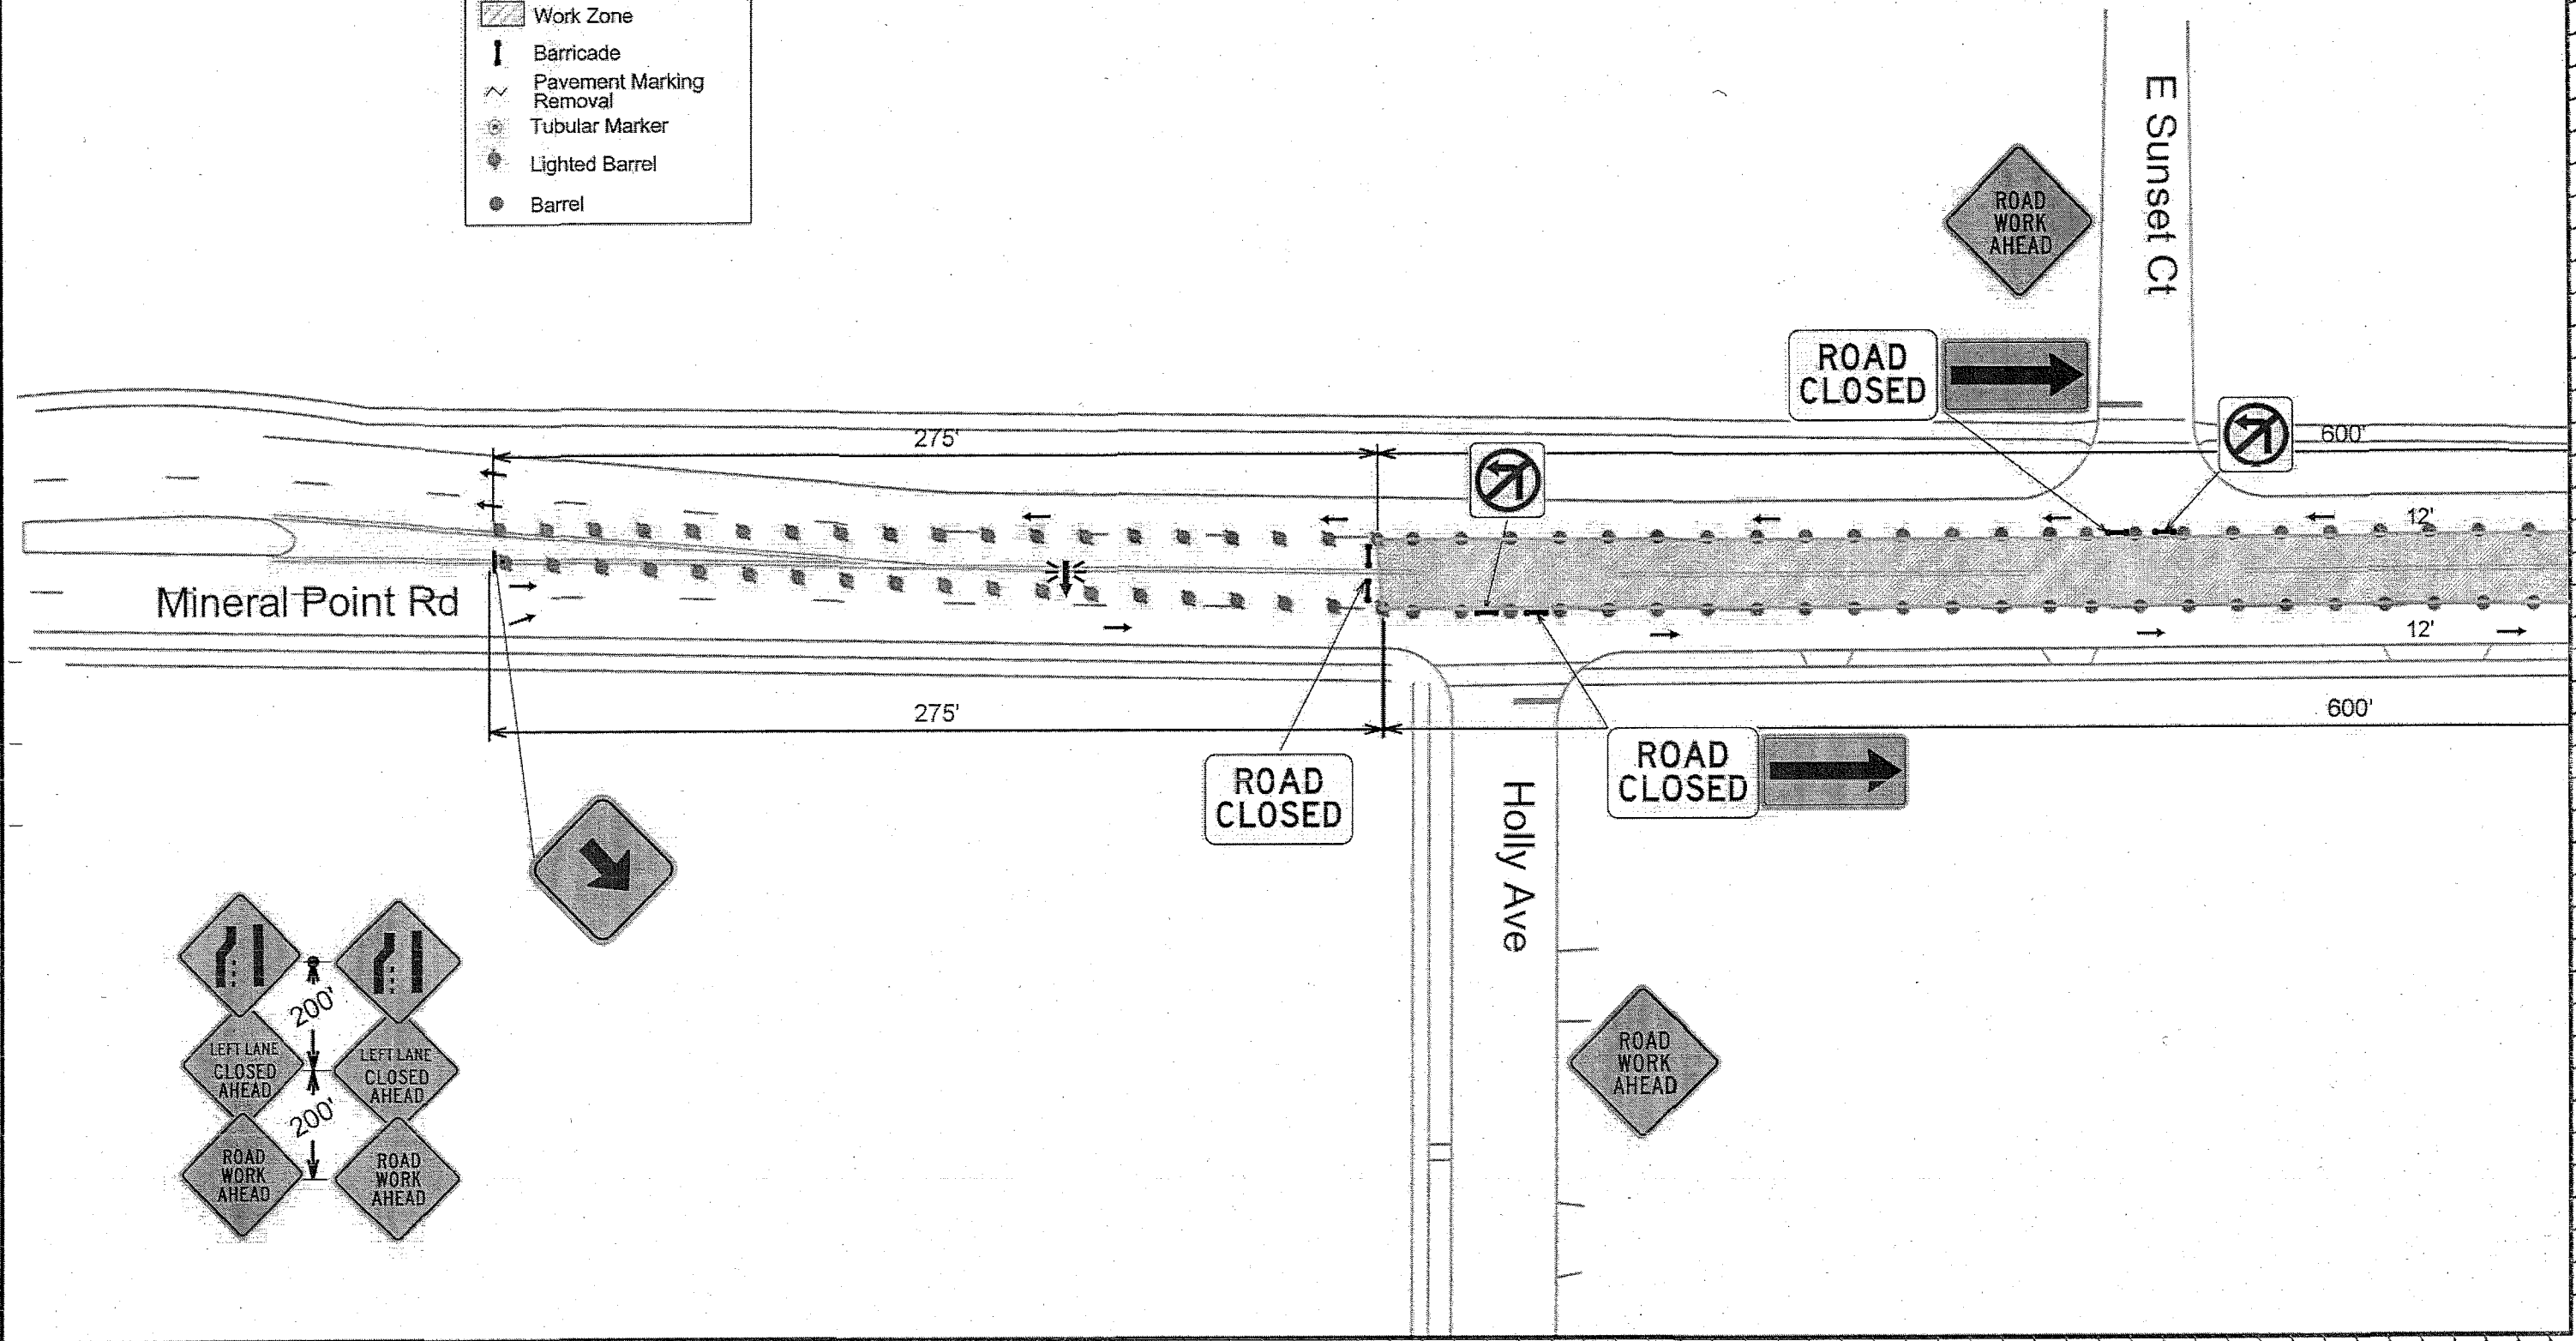 Work Zone
Barricade
Pavement Marking
Removal
Tubular Marker
Lighted Barrel
Barrel
E Sunset Ct
ROAD
WORK
AHEAD
ROAD
CLOSED
275'
600'
12'
Mineral Point Rd
12'
275'
600'
ROAD
CLOSED
ROAD
CLOSED
Holly Ave
200'
LEFT LANE
CLOSED
AHEAD
LEFT LANE
CLOSED
AHEAD
200'
ROAD
WORK
AHEAD
ROAD
WORK
AHEAD
ROAD
WORK
AHEAD